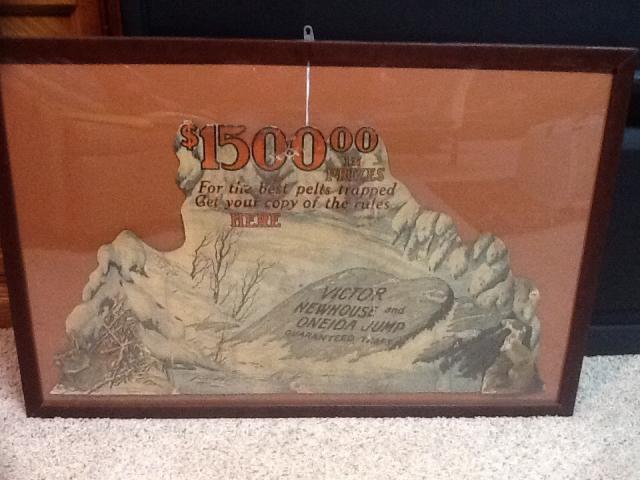 $1500.00
IN
PRIZES
For the best pelts trapped
Get your copy of the rules
HERE
VICTOR
NEWHOUSE and
ONEIDA JUMP
GUARANTEED TRAPS